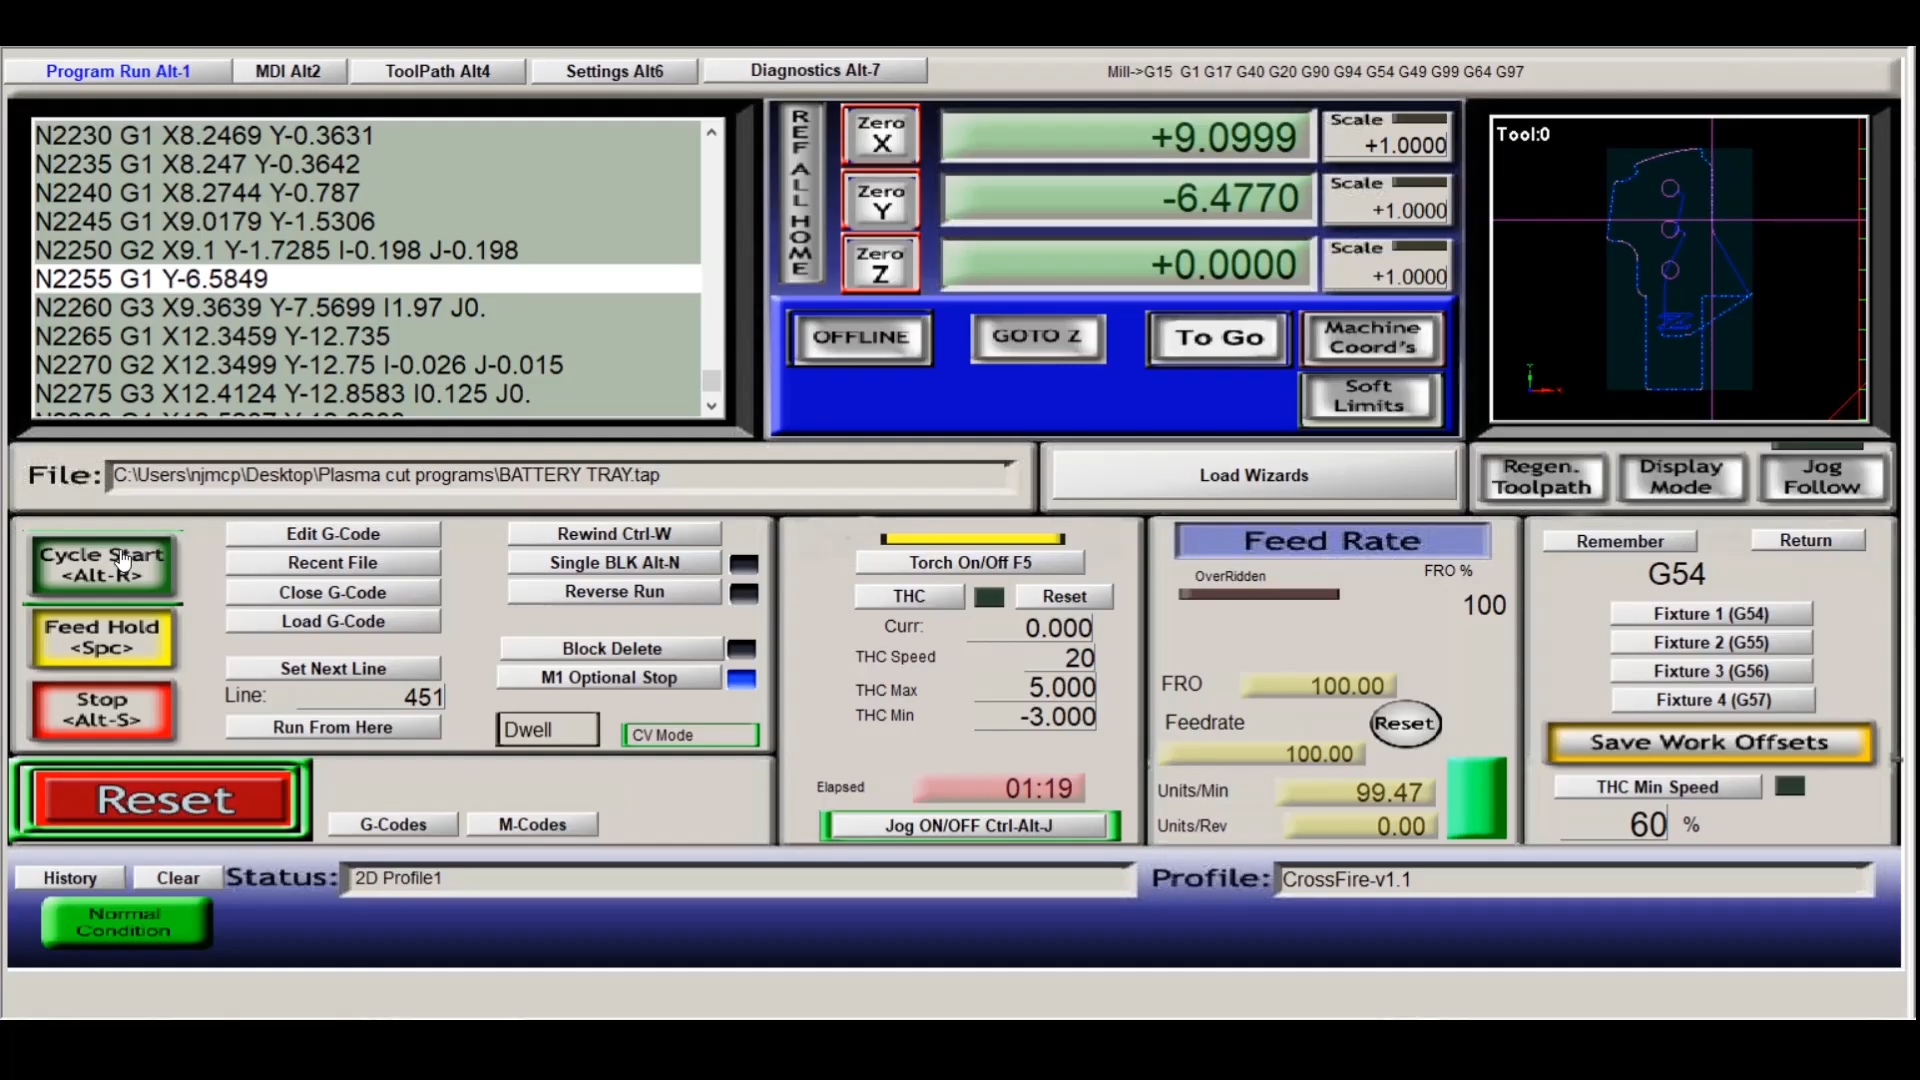 Program Run Alt-1
MDI Alt2
ToolPath Alt4
Settings Alt6
Diagnostics Alt-7
Mill->G15 G1 G17 G40 G20 G90 G94 G54 G49 G99 G64 G97
N2230 G1 X8.2469 Y-0.3631
N2235 G1 X8.247 Y-0.3642
N2240 G1 X8.2744 Y-0.787
N2245 G1 X9.0179 Y-1.5306
N2250 G2 X9.1 Y-1.7285 I-0.198 J-0.198
N2255 G1 Y-6.5849
N2260 G3 X9.3639 Y-7.5699 I1.97 J0.
N2265 G1 X12.3459 Y-12.735
N2270 G2 X12.3499 Y-12.75 I-0.026 J-0.015
N2275 G3 X12.4124 Y-12.8583 I0.125 J0.
REF ALL HOME
Zero X
+9.0999
Scale
+1.0000
Zero Y
-6.4770
Scale
+1.0000
Zero Z
+0.0000
Scale
+1.0000
OFFLINE
GOTO Z
To Go
Machine Coord's
Soft Limits
Tool:0
File:
C:\Users\njmcp\Desktop\Plasma cut programs\BATTERY TRAY.tap
Load Wizards
Regen. Toolpath
Display Mode
Jog Follow
Cycle Start
<Alt-R>
Feed Hold
<Spc>
Stop
<Alt-S>
Edit G-Code
Recent File
Close G-Code
Load G-Code
Set Next Line
Line: 451
Run From Here
Rewind Ctrl-W
Single BLK Alt-N
Reverse Run
Block Delete
M1 Optional Stop
Dwell
CV Mode
Reset
G-Codes
M-Codes
Torch On/Off F5
THC
Reset
Curr: 0.000
THC Speed 20
THC Max 5.000
THC Min -3.000
Elapsed 01:19
Jog ON/OFF Ctrl-Alt-J
Feed Rate
OverRidden
FRO %
100
FRO 100.00
Feedrate
Reset
100.00
Units/Min 99.47
Units/Rev 0.00
Remember
Return
G54
Fixture 1 (G54)
Fixture 2 (G55)
Fixture 3 (G56)
Fixture 4 (G57)
Save Work Offsets
THC Min Speed
60 %
History
Clear
Status: 2D Profile1
Profile: CrossFire-v1.1
Normal Condition